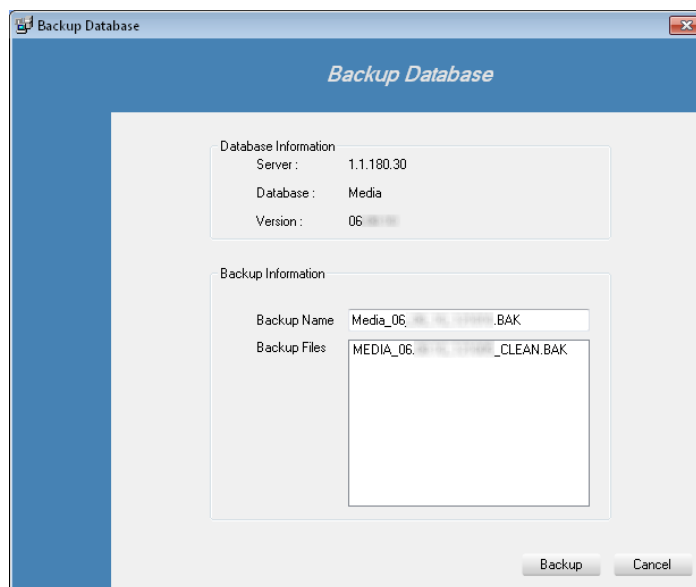 Backup Database
Backup Database
Database Information
Server : 1.1.180.30
Database : Media
Version : 06
Backup Information
Backup Name Media_06. .BAK
Backup Files MEDIA_06. _CLEAN.BAK
Backup Cancel